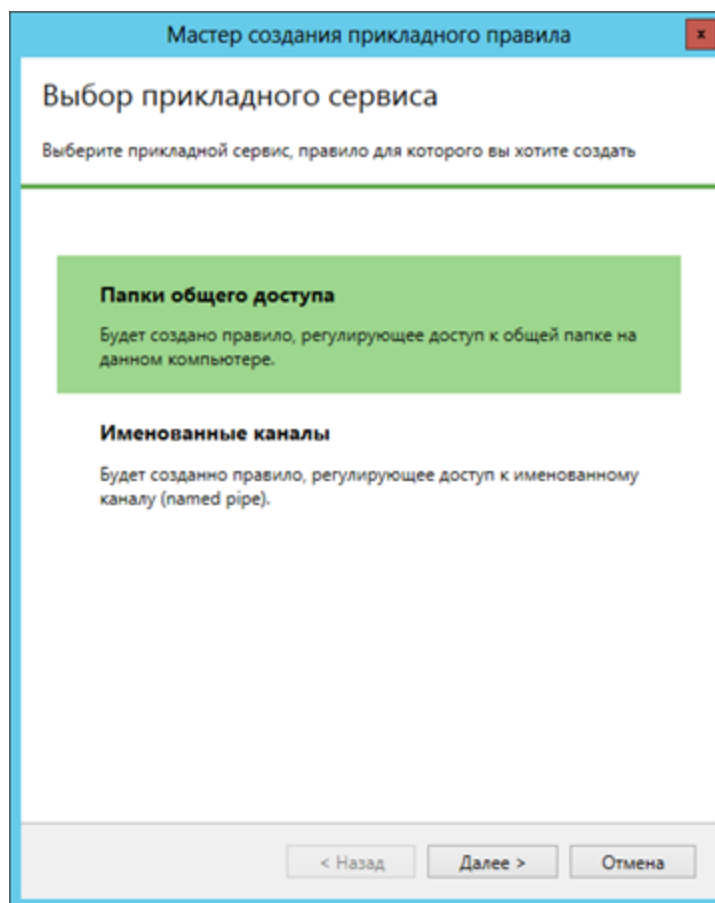 Мастер создания прикладного правила
x
Выбор прикладного сервиса
Выберите прикладной сервис, правило для которого вы хотите создать
Папки общего доступа
Будет создано правило, регулирующее доступ к общей папке на
данном компьютере.
Именованные каналы
Будет созданно правило, регулирующее доступ к именованному
каналу (named pipe).
< Назад
Далее >
Отмена